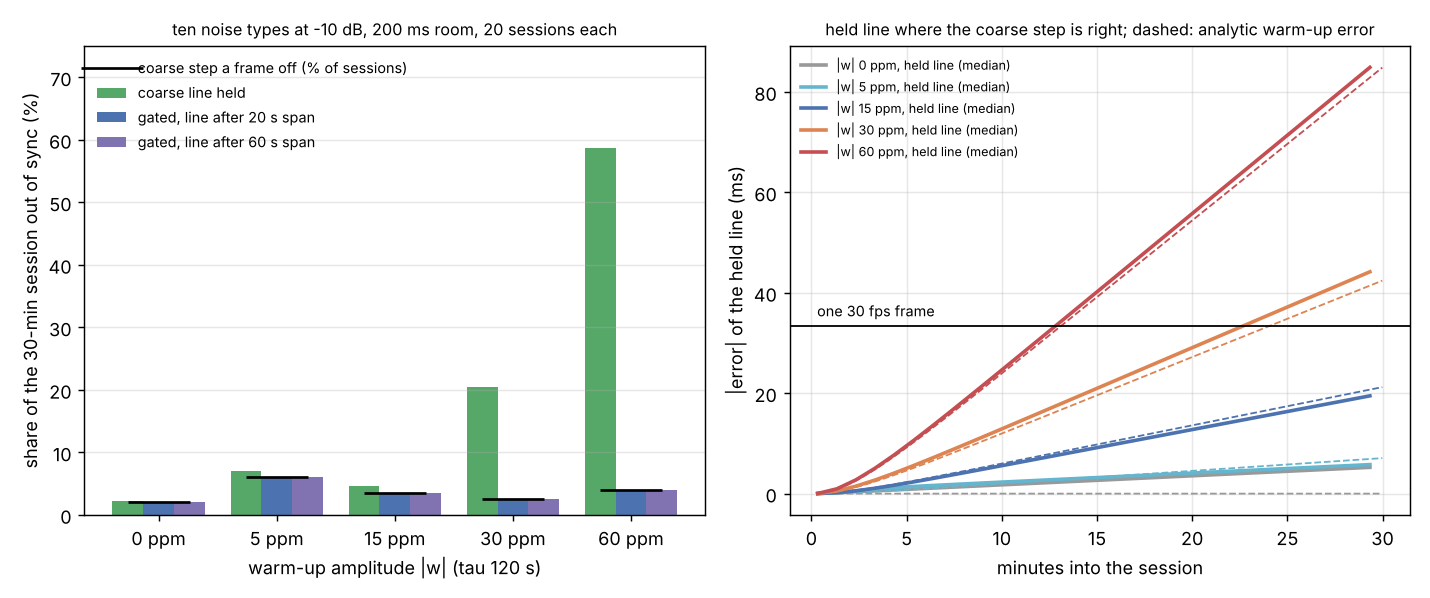 ten noise types at -10 dB, 200 ms room, 20 sessions each
share of the 30-min session out of sync (%)
70
60
50
40
30
20
10
0
coarse step a frame off (% of sessions)
coarse line held
gated, line after 20 s span
gated, line after 60 s span
0 ppm
5 ppm
15 ppm
30 ppm
60 ppm
warm-up amplitude |w| (tau 120 s)
held line where the coarse step is right; dashed: analytic warm-up error
|error| of the held line (ms)
80
60
40
20
0
|w| 0 ppm, held line (median)
|w| 5 ppm, held line (median)
|w| 15 ppm, held line (median)
|w| 30 ppm, held line (median)
|w| 60 ppm, held line (median)
one 30 fps frame
0
5
10
15
20
25
30
minutes into the session